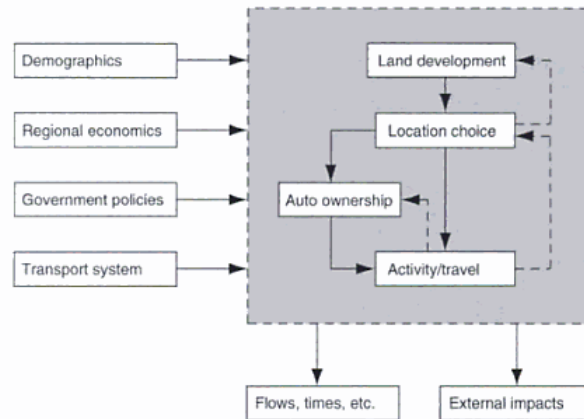 Demographics
Land development
Regional economics
Location choice
Government policies
Auto ownership
Transport system
Activity/travel
Flows, times, etc.
External impacts